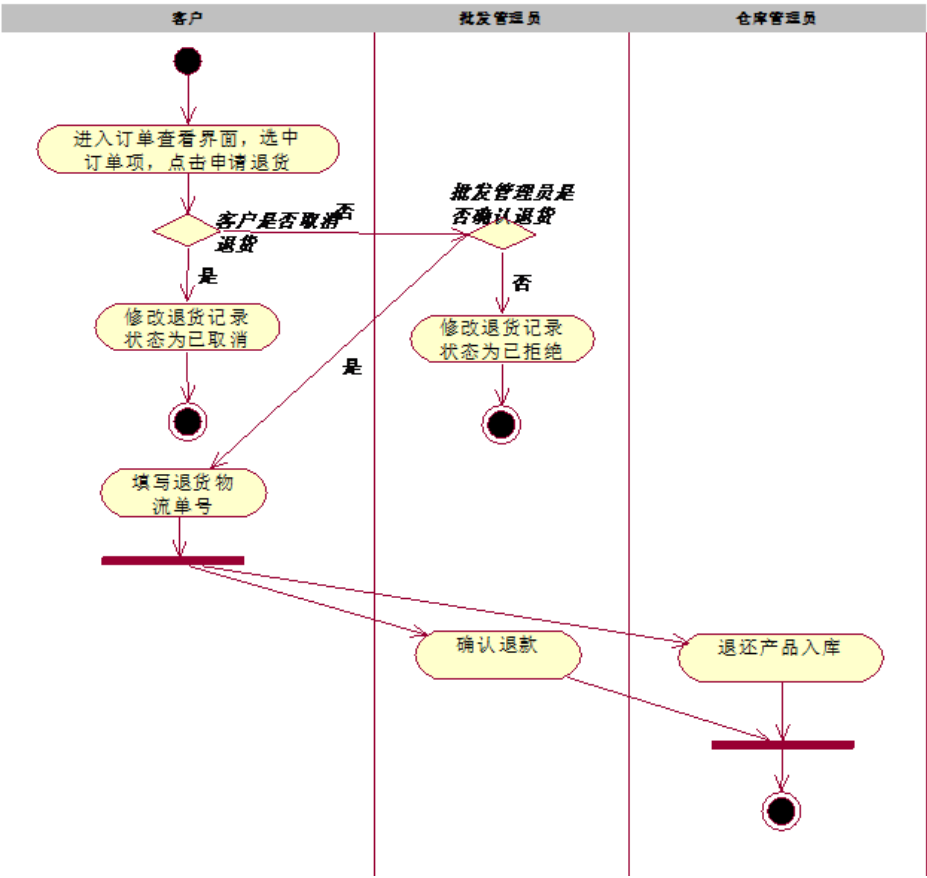 客户
批发管理员
仓库管理员
进入订单查看界面，选中
订单项，点击申请退货
客户是否取消
退货
否
批发管理员是
否确认退货
是
否
修改退货记录
状态为已取消
修改退货记录
状态为已拒绝
是
填写退货物
流单号
确认退款
退还产品入库